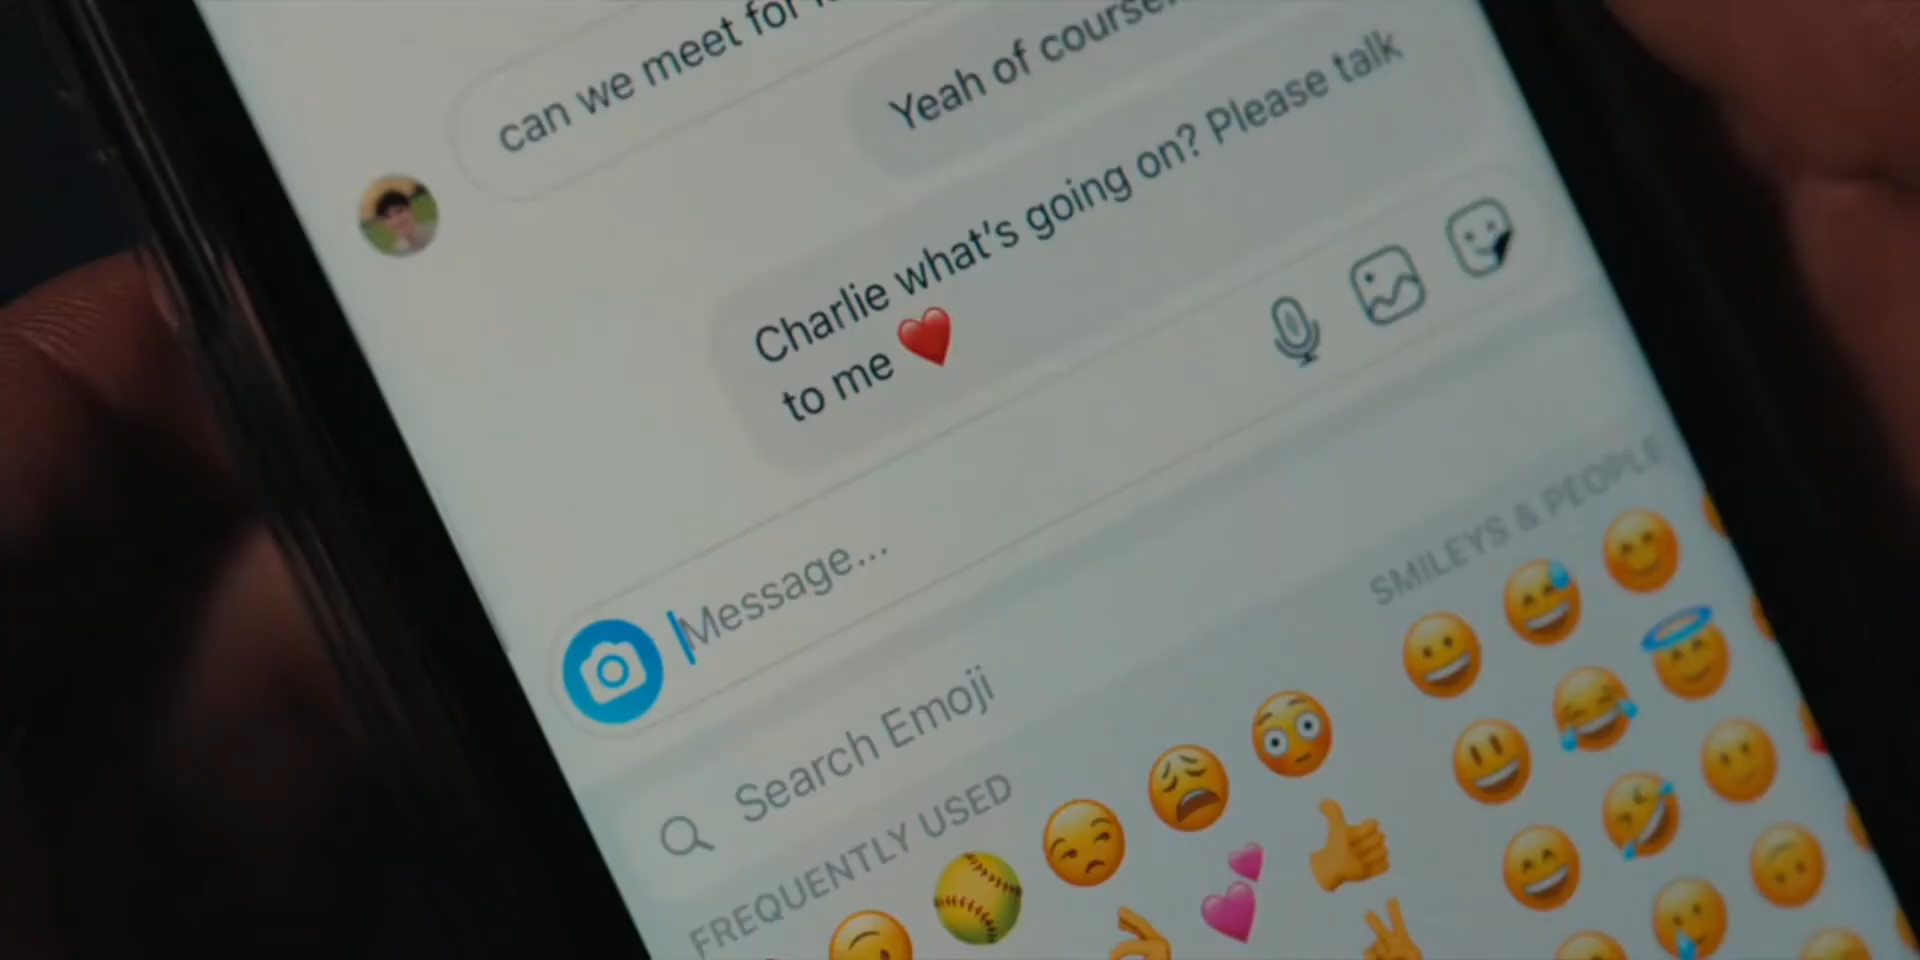 can we meet for
Yeah of course
Charlie what's going on? Please talk
to me ❤️
Message...
Search Emoji
FREQUENTLY USED
SMILEYS & PEOPLE